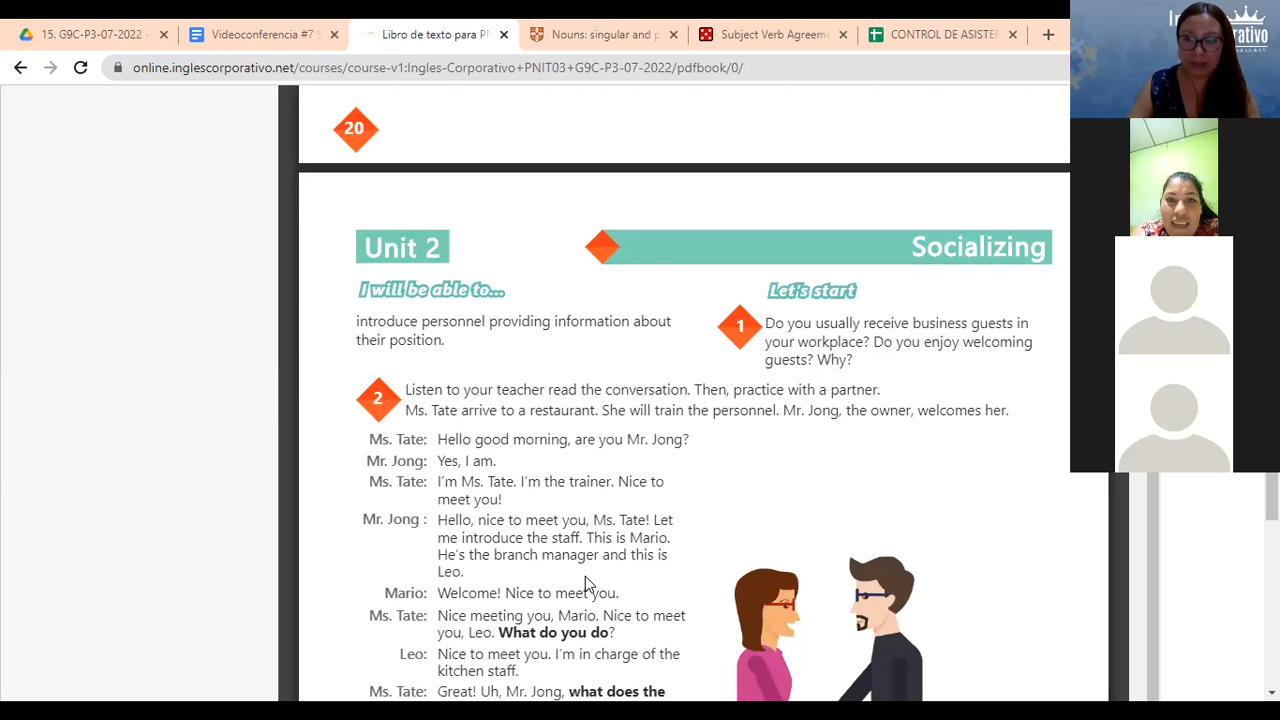 15. G9C-P3-07-2022 -
Videoconferencia #7 S
Libro de texto para PN
Nouns: singular and p
Subject Verb Agreeme
CONTROL DE ASISTEN
online.inglescorporativo.net/courses/course-v1:Ingles-Corporativo+PNIT03+G9C-P3-07-2022/pdfbook/0/
20
Unit 2
Socializing
I will be able to...
introduce personnel providing information about
their position.
Let's start
1
Do you usually receive business guests in
your workplace? Do you enjoy welcoming
guests? Why?
2
Listen to your teacher read the conversation. Then, practice with a partner.
Ms. Tate arrive to a restaurant. She will train the personnel. Mr. Jong, the owner, welcomes her.
Ms. Tate: Hello good morning, are you Mr. Jong?
Mr. Jong: Yes, I am.
Ms. Tate: I'm Ms. Tate. I'm the trainer. Nice to
meet you!
Mr. Jong : Hello, nice to meet you, Ms. Tate! Let
me introduce the staff. This is Mario.
He's the branch manager and this is
Leo.
Mario: Welcome! Nice to meet you.
Ms. Tate: Nice meeting you, Mario. Nice to meet
you, Leo. What do you do?
Leo: Nice to meet you. I'm in charge of the
kitchen staff.
Ms. Tate: Great! Uh, Mr. Jong, what does the